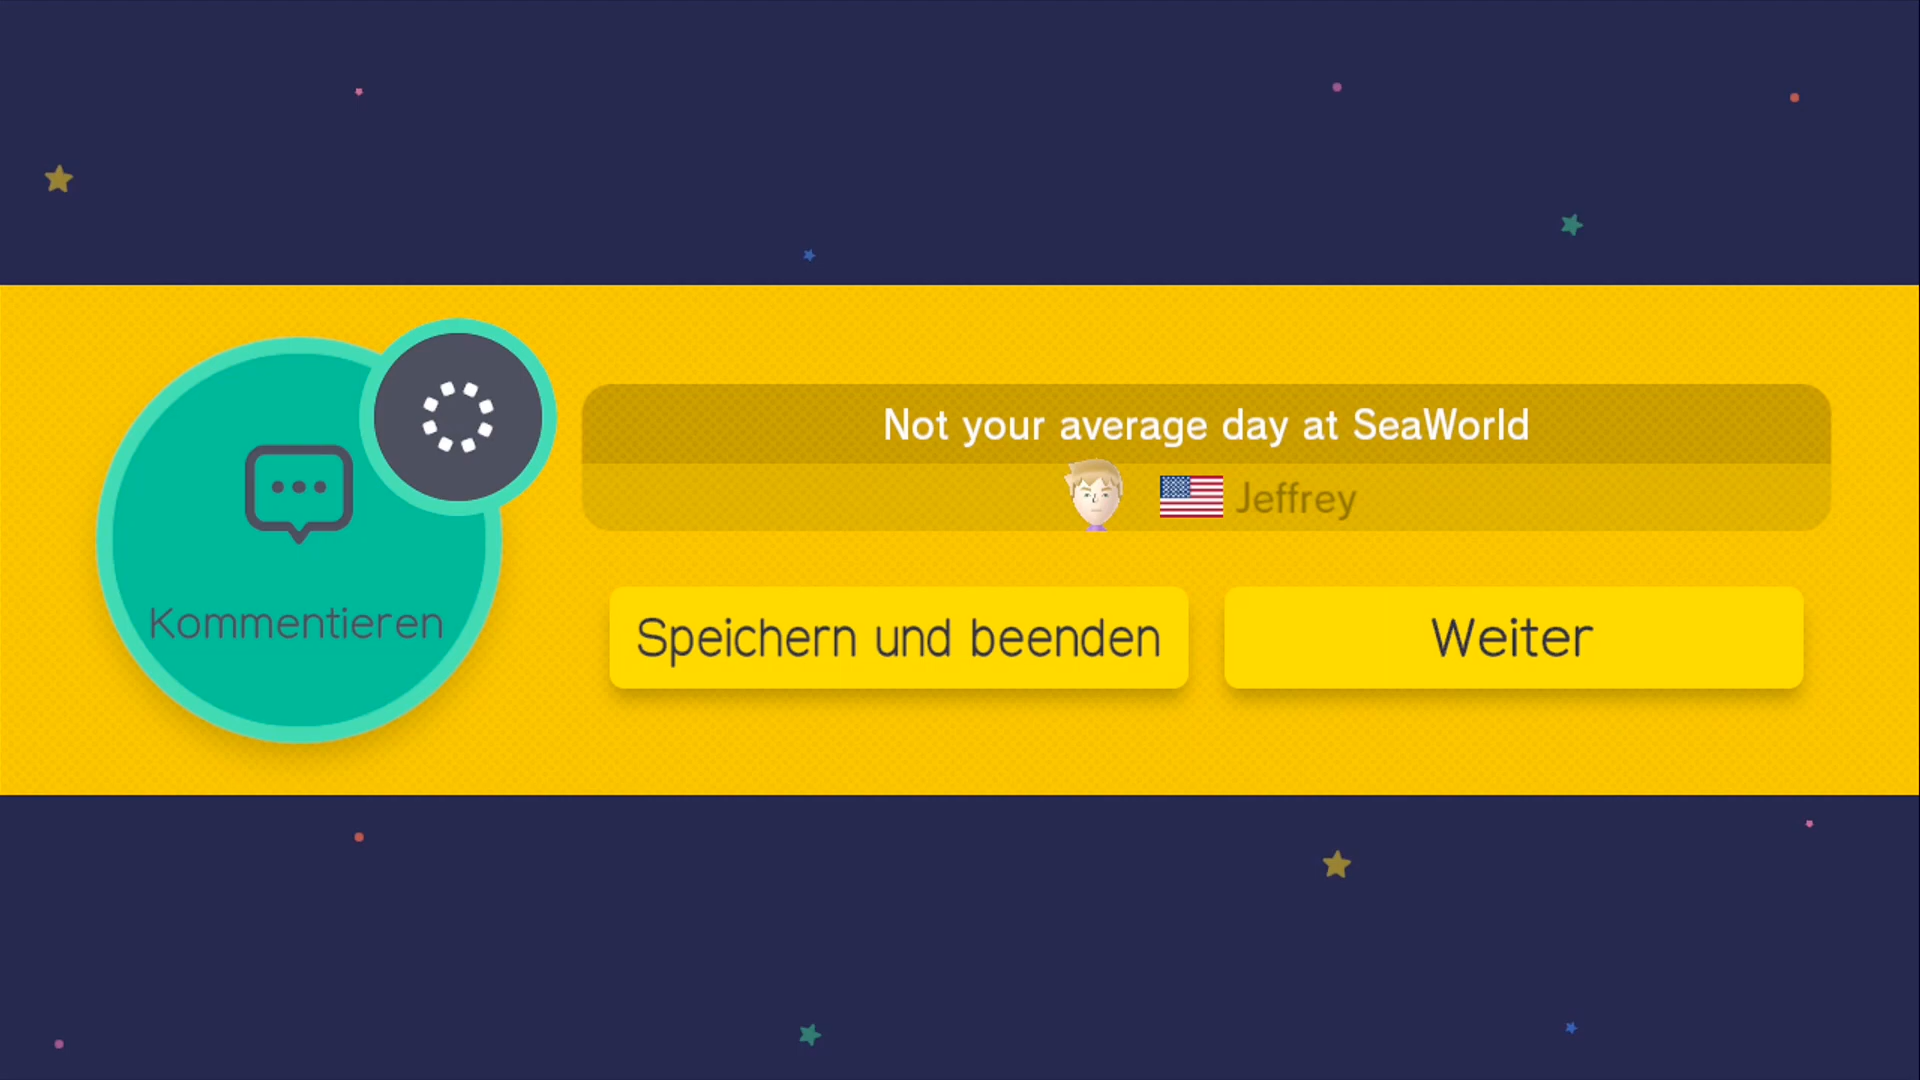 Not your average day at SeaWorld
Jeffrey
Kommentieren
Speichern und beenden
Weiter